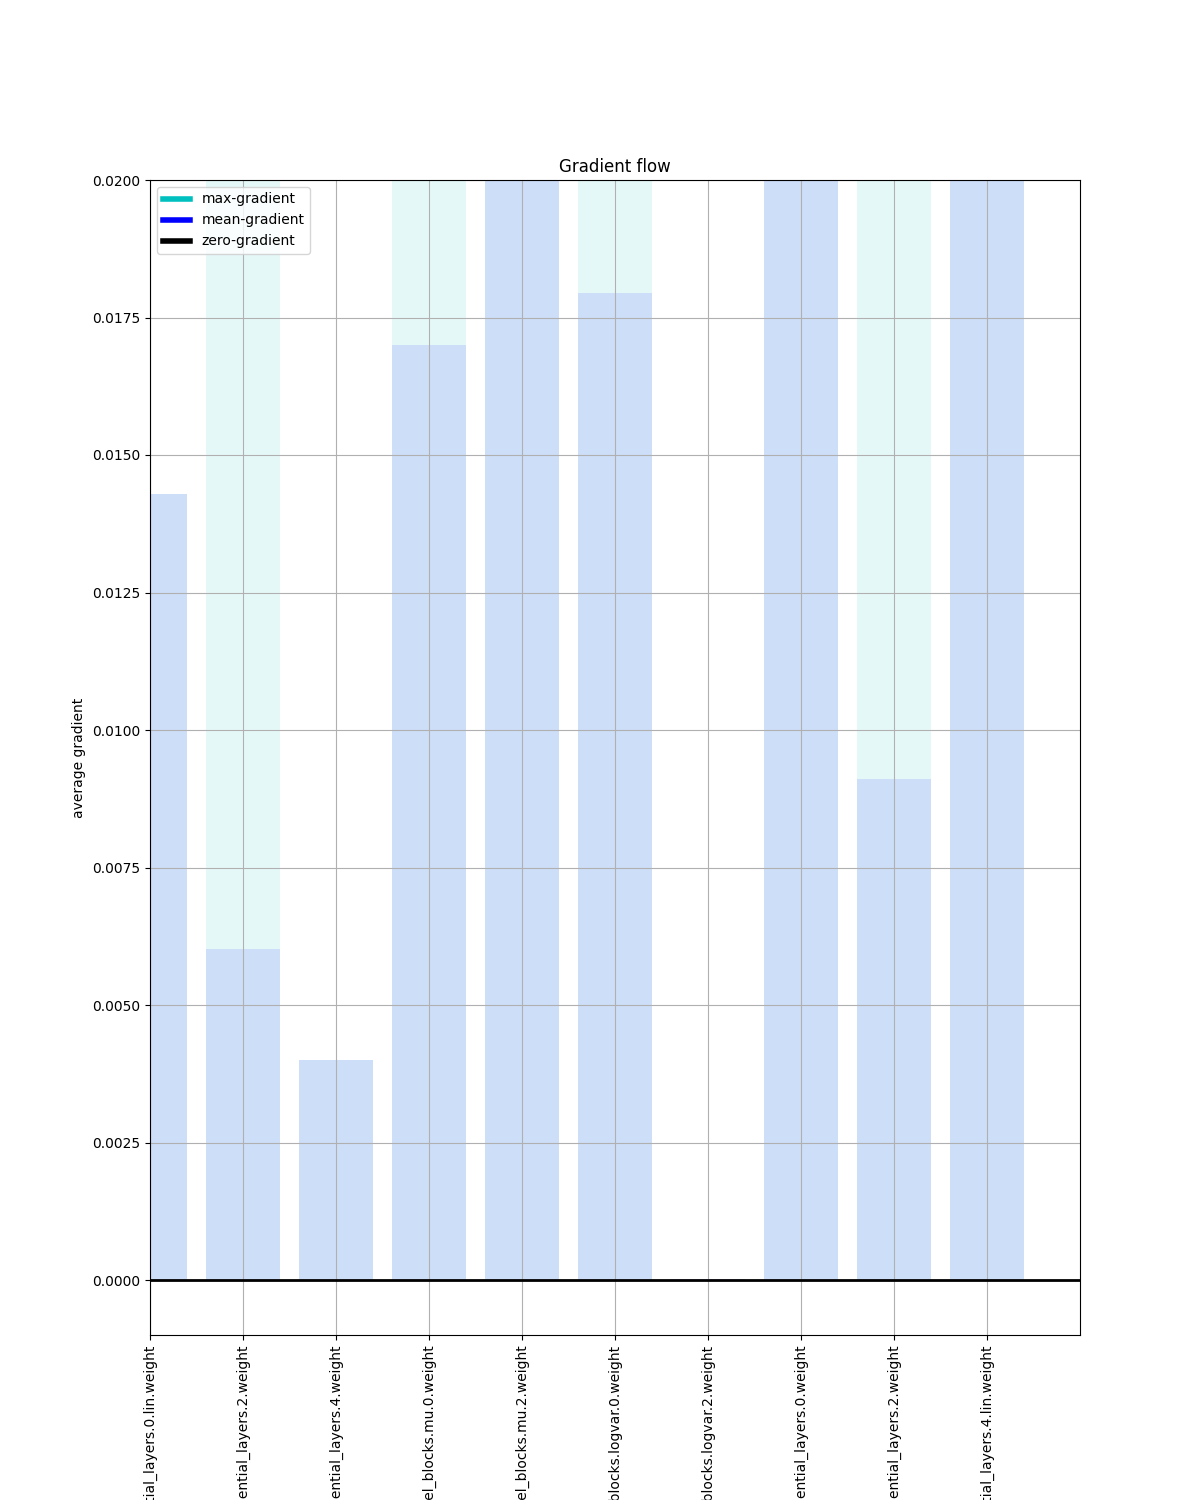 Gradient flow
max-gradient
mean-gradient
zero-gradient
0.0200
0.0175
0.0150
0.0125
0.0100
0.0075
0.0050
0.0025
0.0000
average gradient
tial_layers.0.lin.weight
ential_layers.2.weight
ential_layers.4.weight
el_blocks.mu.0.weight
el_blocks.mu.2.weight
blocks.logvar.0.weight
blocks.logvar.2.weight
ential_layers.0.weight
ential_layers.2.weight
tial_layers.4.lin.weight